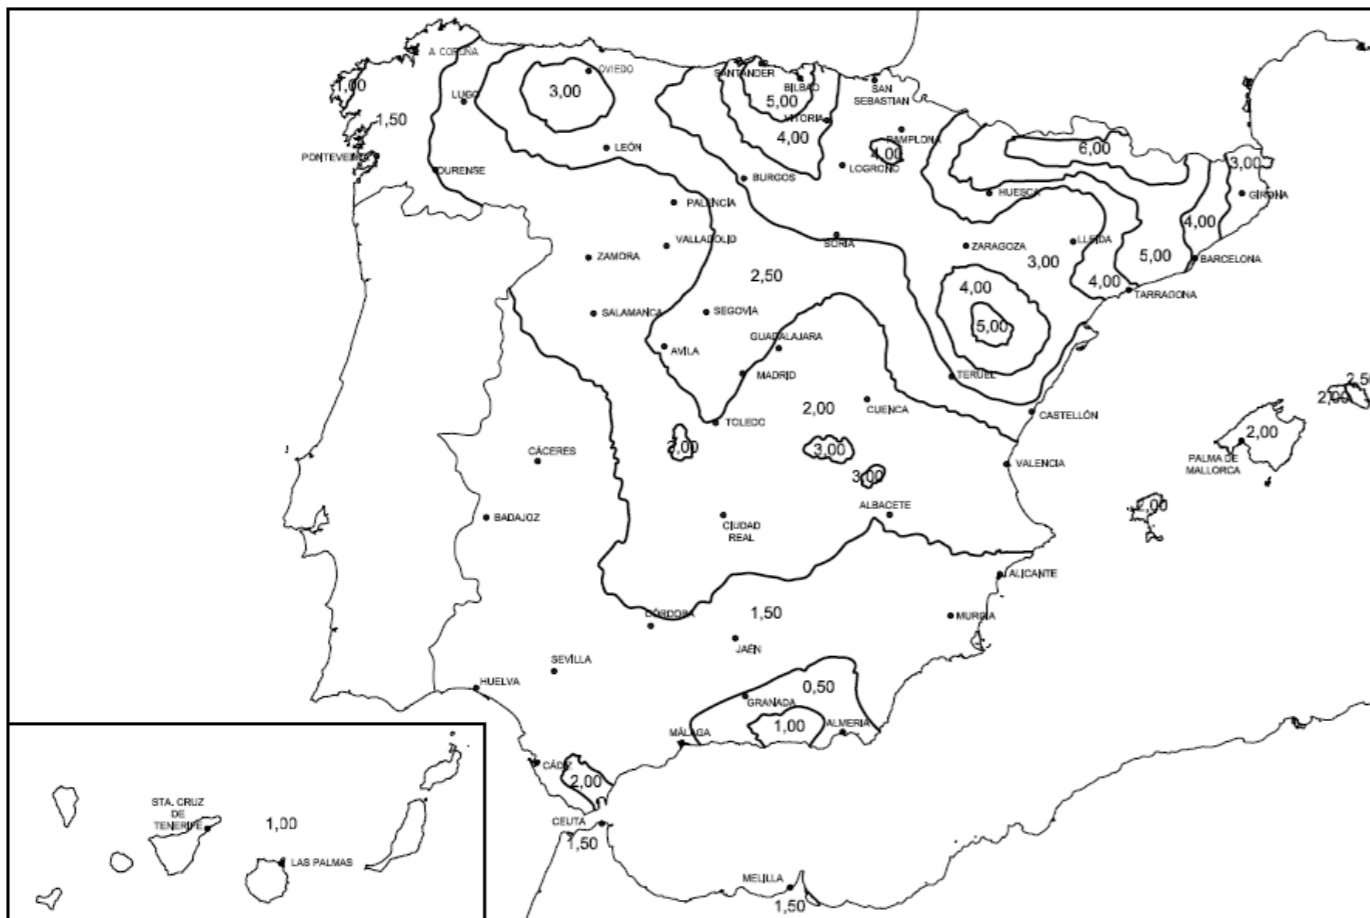 A CORUÑA
OVIEDO
SANTANDER
BILBAO
SAN
SEBASTIAN
1,00
LUGO
3,00
5,00
VITORIA
1,50
4,00
PAMPLONA
PONTEVEDRA
LEÓN
4,00
6,00
LOGROÑO
3,00
OURENSE
BURGOS
HUESCA
GIRONA
PALENCIA
4,00
VALLADOLID
SORIA
ZARAGOZA
LLEIDA
ZAMORA
2,50
3,00
5,00
BARCELONA
4,00
4,00
TARRAGONA
SALAMANCA
SEGOVIA
5,00
GUADALAJARA
AVILA
MADRID
TERUEL
2,50
2,00
CUENCA
2,00
CASTELLÓN
TOLEDO
2,00
3,00
3,00
CÁCERES
VALENCIA
PALMA DE
MALLORCA
3,00
2,00
ALBACETE
BADAJOZ
CIUDAD
REAL
ALICANTE
1,50
CÓRDOBA
MURCIA
JAÉN
SEVILLA
HUELVA
0,50
GRANADA
1,00
ALMERIA
MÁLAGA
CÁDIZ
2,00
STA. CRUZ
DE
TENERIFE
1,00
CEUTA
1,50
LAS PALMAS
MELILLA
1,50